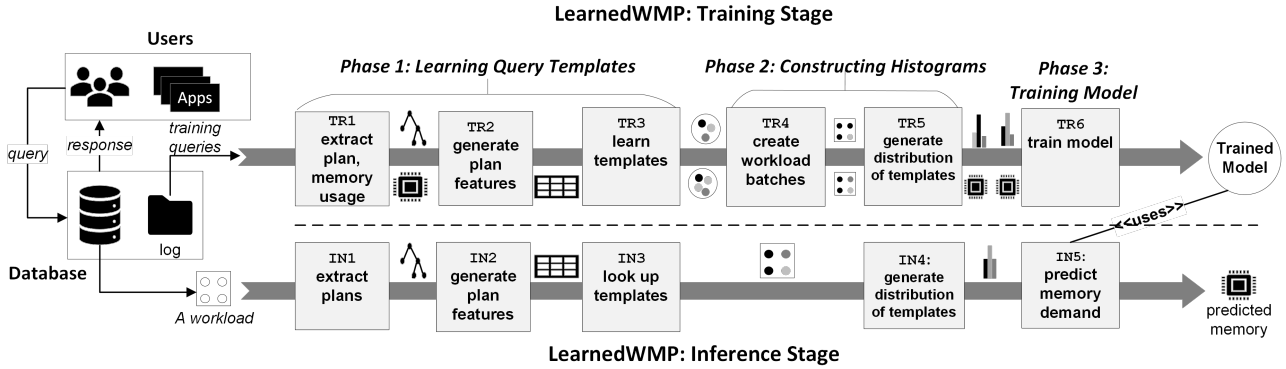 LearnedWMP: Training Stage
Users
Apps
training
queries
query
response
log
Database
A workload
Phase 1: Learning Query Templates
TR1
extract
plan,
memory
usage
TR2
generate
plan
features
TR3
learn
templates
Phase 2: Constructing Histograms
TR4
create
workload
batches
TR5
generate
distribution
of templates
Phase 3:
Training Model
TR6
train model
Trained
Model
<<uses>>
IN1
extract
plans
IN2
generate
plan
features
IN3
look up
templates
IN4:
generate
distribution
of templates
IN5:
predict
memory
demand
predicted
memory
LearnedWMP: Inference Stage